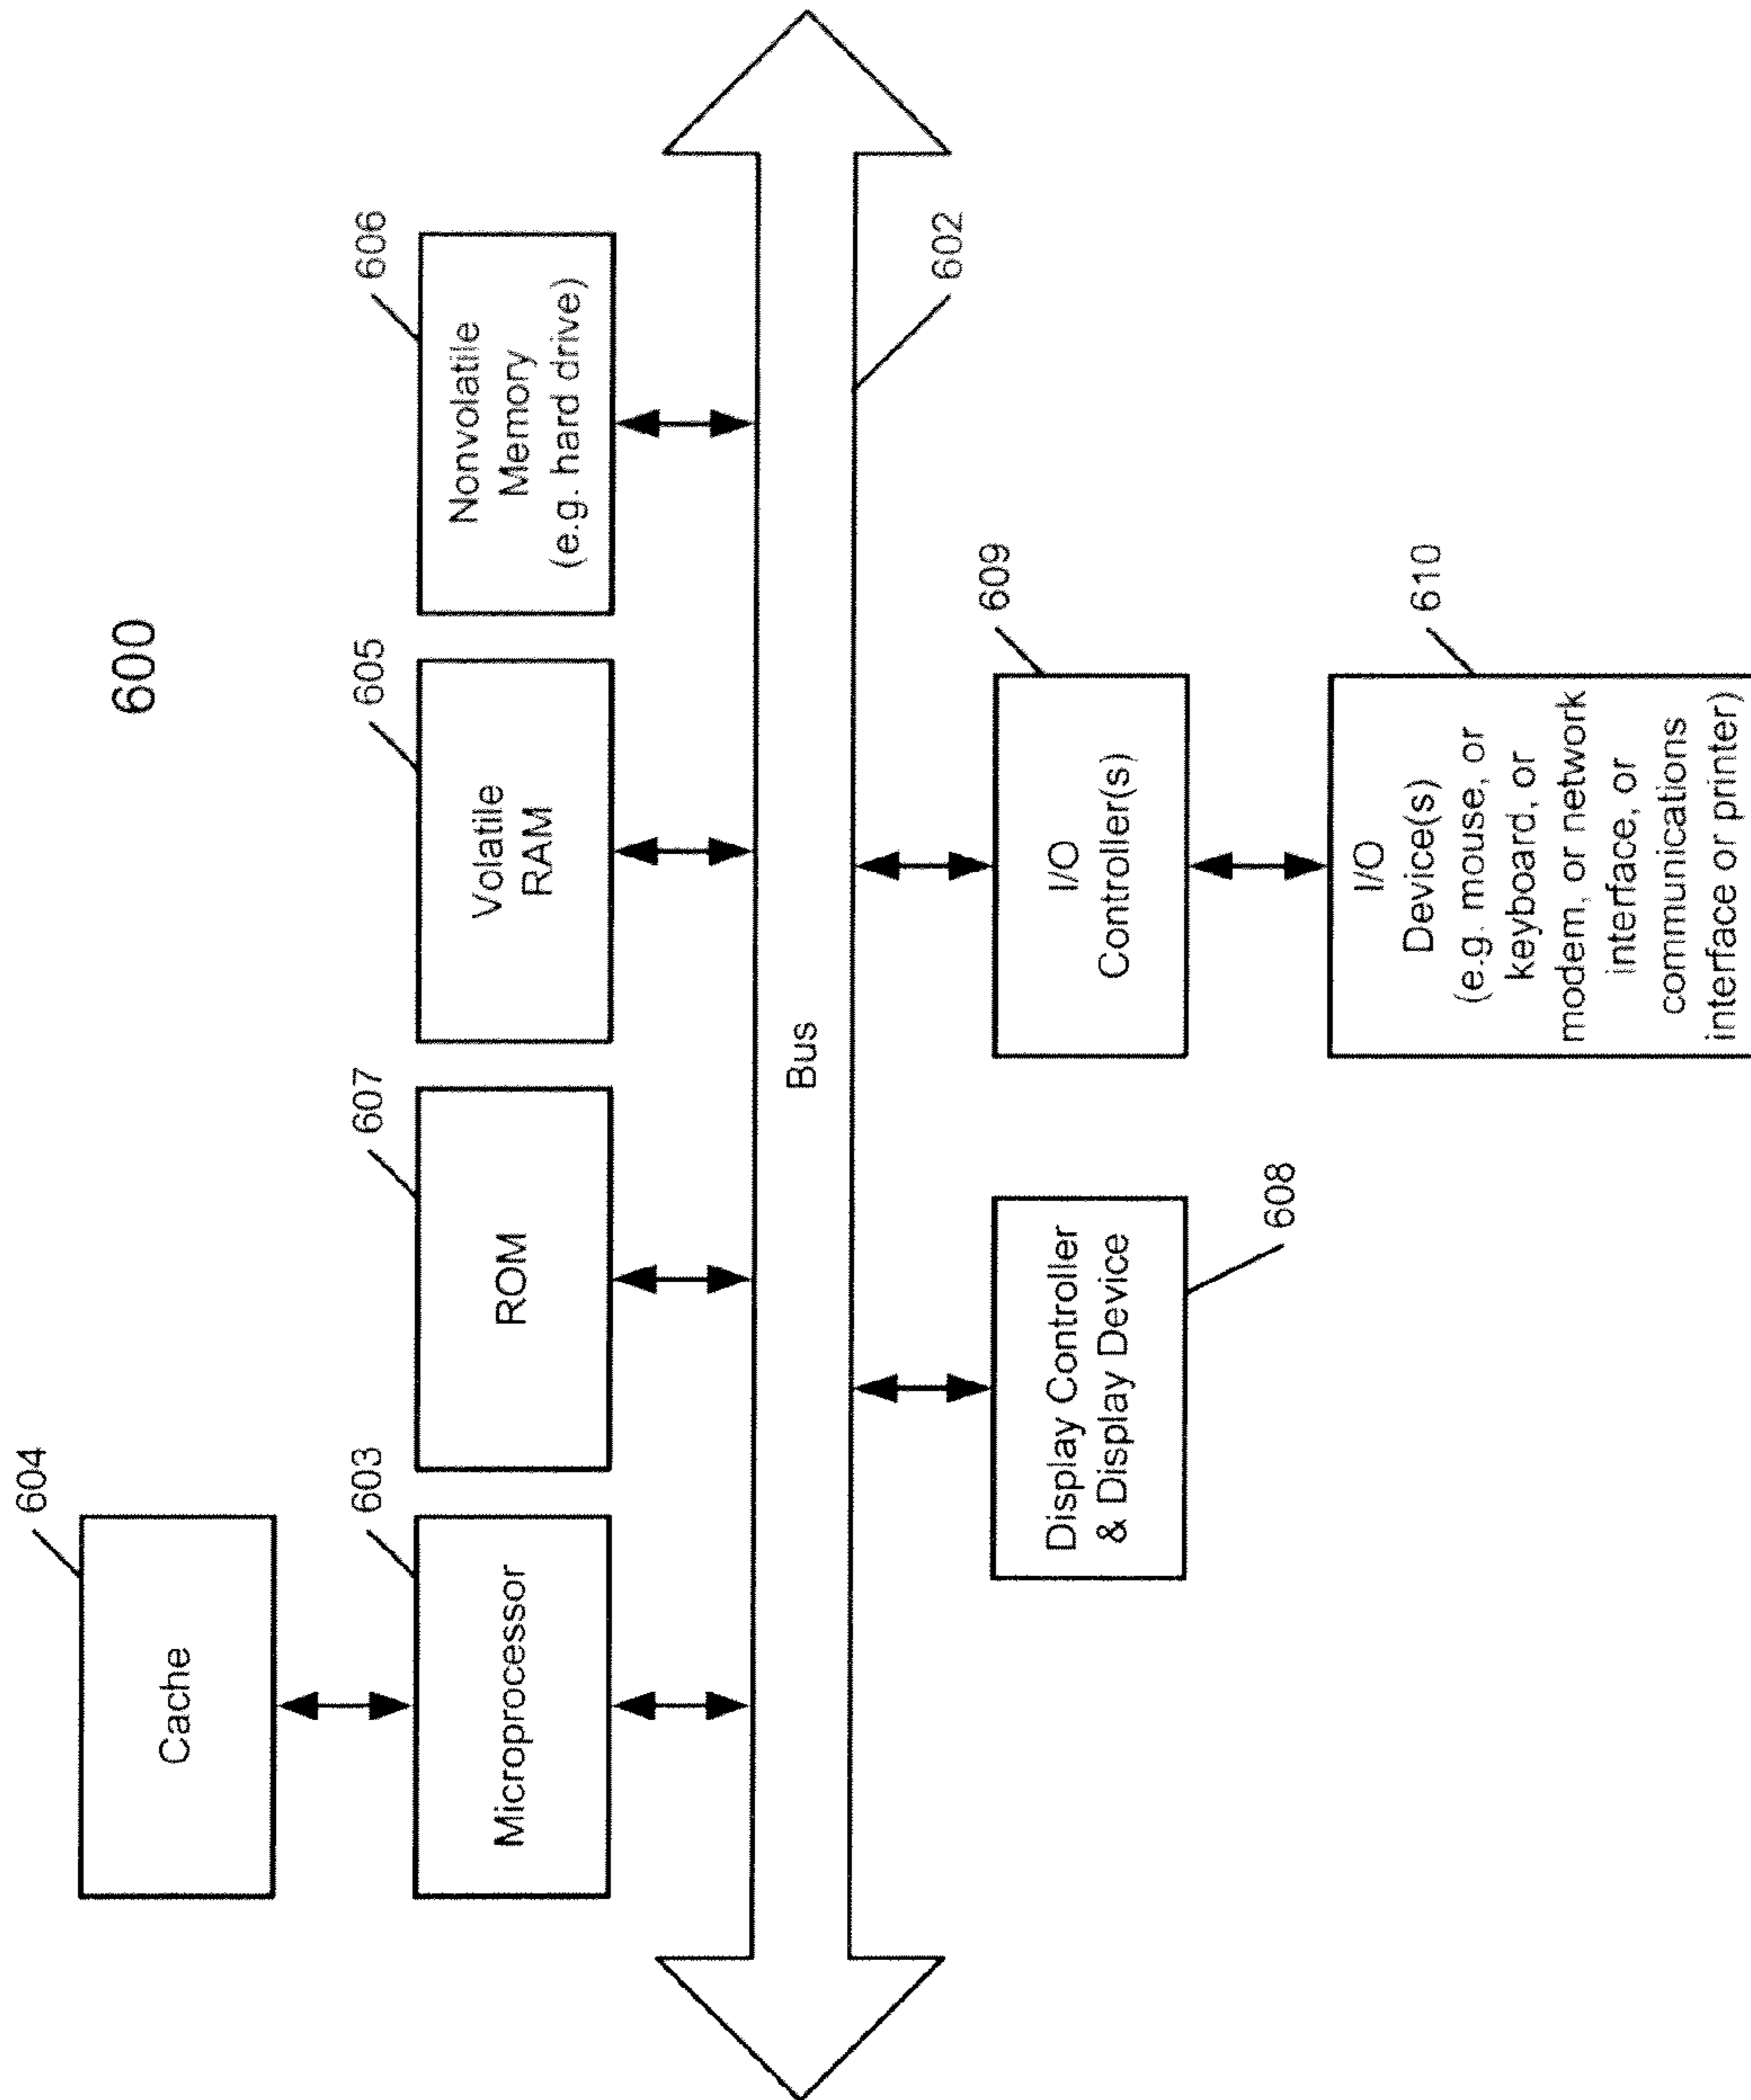 600
604
Cache
603
Microprocessor
607
ROM
605
Volatile
RAM
606
Nonvolatile
Memory
(e.g. hard drive)
Bus
602
608
Display Controller
& Display Device
609
I/O
Controller(s)
610
I/O
Device(s)
(e.g. mouse, or
keyboard, or
modem, or network
interface, or
communications
interface or printer)